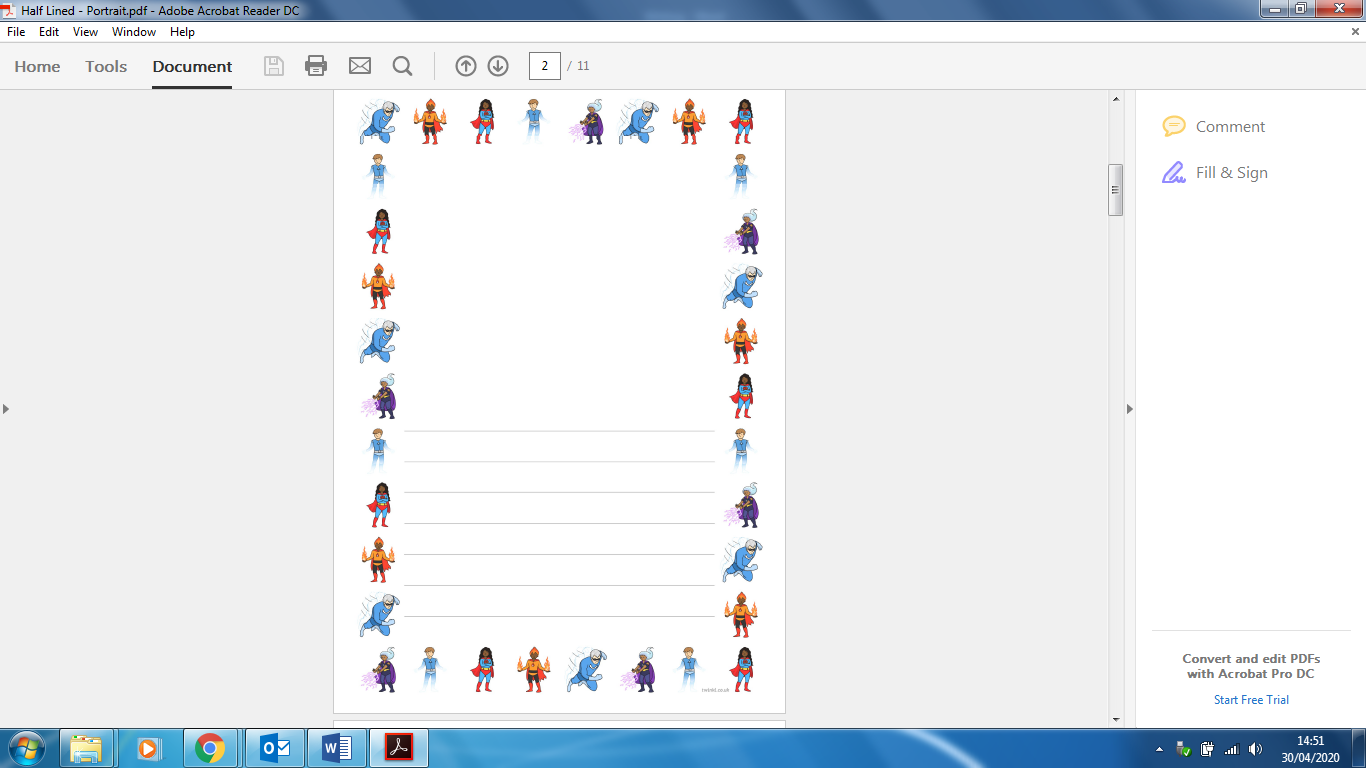 Half Lined - Portrait.pdf - Adobe Acrobat Reader DC
File Edit View Window Help
Home Tools Document 2 / 11
Comment
Fill & Sign
Convert and edit PDFs
with Acrobat Pro DC
Start Free Trial
14:51
30/04/2020